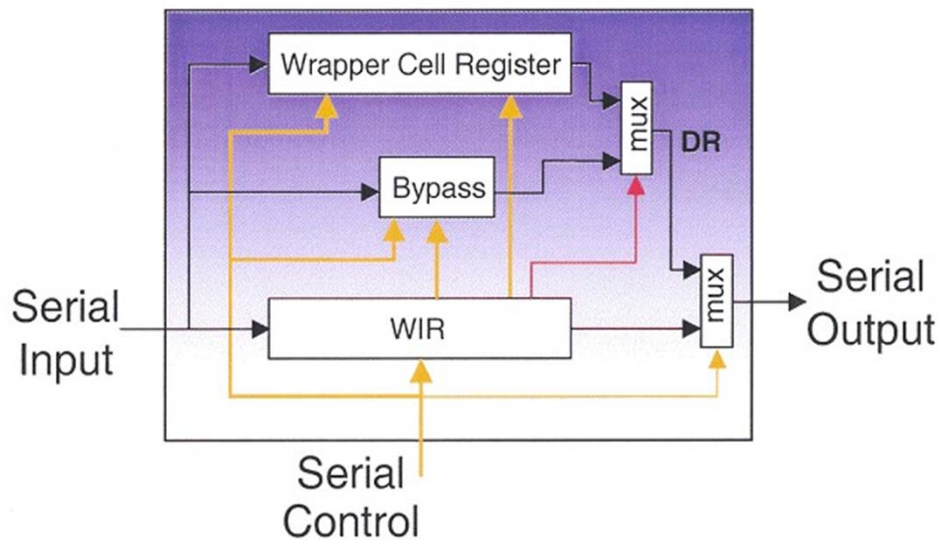 Wrapper Cell Register
mux
DR
Bypass
mux
Serial
Input
WIR
Serial
Output
Serial
Control